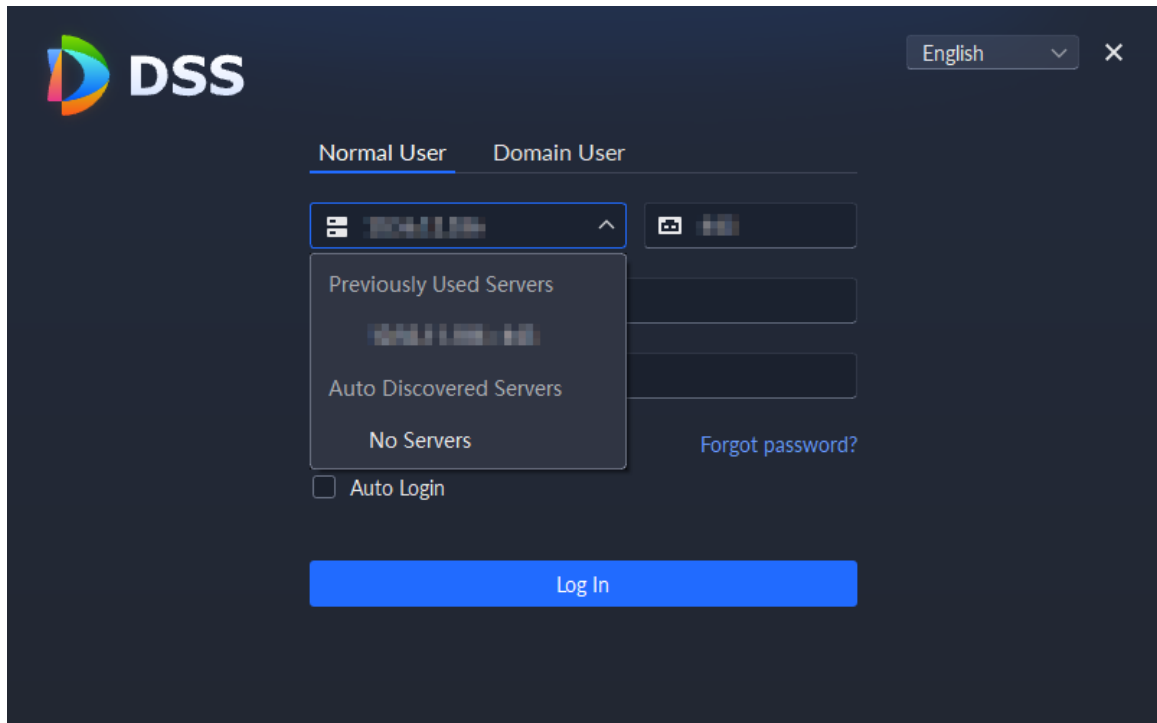 DSS
English
Normal User Domain User
Previously Used Servers
Auto Discovered Servers
No Servers
Forgot password?
Auto Login
Log In